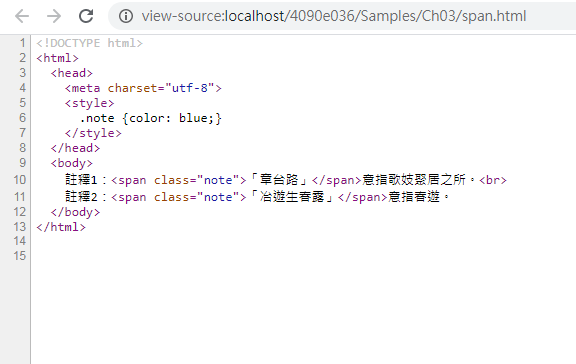 view-source:localhost/4090e036/Samples/Ch03/span.html
1 <!DOCTYPE html>
2 <html>
3 <head>
4 <meta charset="utf-8">
5 <style>
6 .note {color: blue;}
7 </style>
8 </head>
9 <body>
10 註釋1：<span class="note">「章台路」</span>意指歌妓聚居之所。<br>
11 註釋2：<span class="note">「冶遊生春露」</span>意指春遊。
12 </body>
13 </html>
14
15